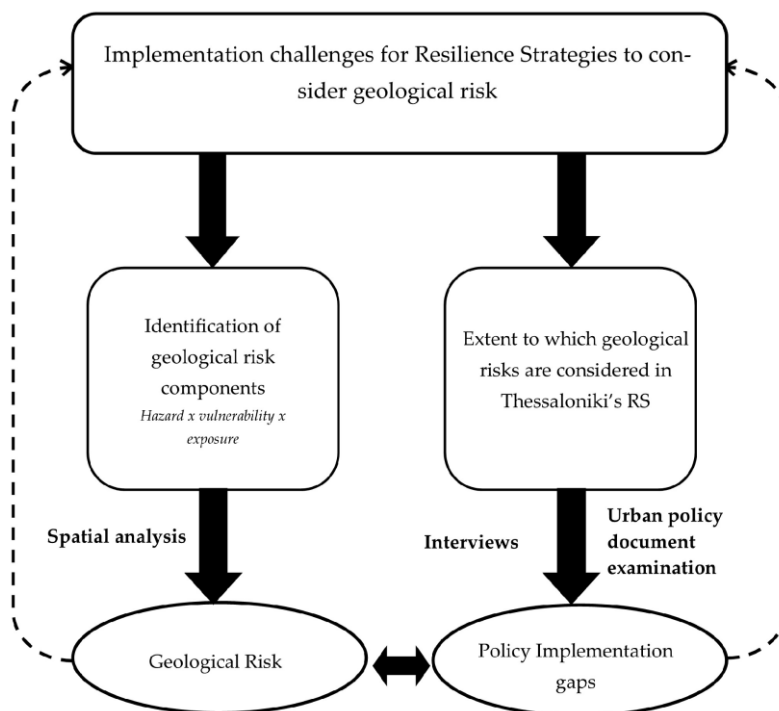 Implementation challenges for Resilience Strategies to con-
sider geological risk
Identification of
geological risk
components
Hazard x vulnerability x
exposure
Extent to which geological
risks are considered in
Thessaloniki's RS
Spatial analysis
Interviews
Urban policy
document
examination
Geological Risk
Policy Implementation
gaps